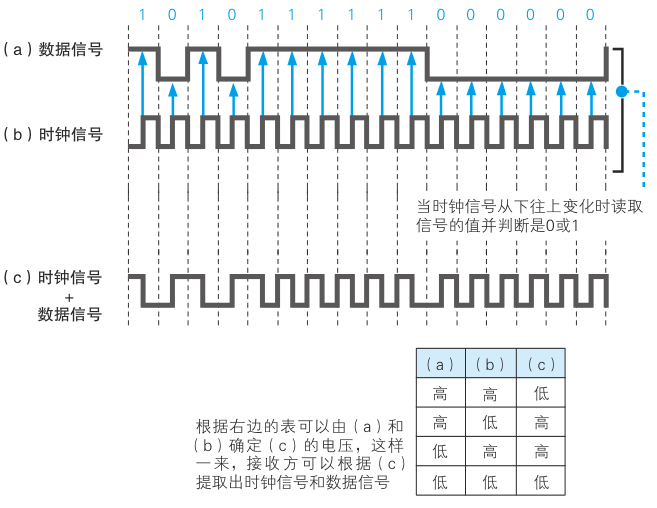 1 0 1 0 1 1 1 1 1 1 0 0 0 0 0 0
(a) 数据信号
(b) 时钟信号
当时钟信号从下往上变化时读取
信号的值并判断是0或1
(c) 时钟信号
+
数据信号
(a) (b) (c)
高 高 低
高 低 高
低 高 高
低 低 低
根据右边的表可以由(a)和
(b)确定(c)的电压，这样
一来，接收方可以根据(c)
提取出时钟信号和数据信号